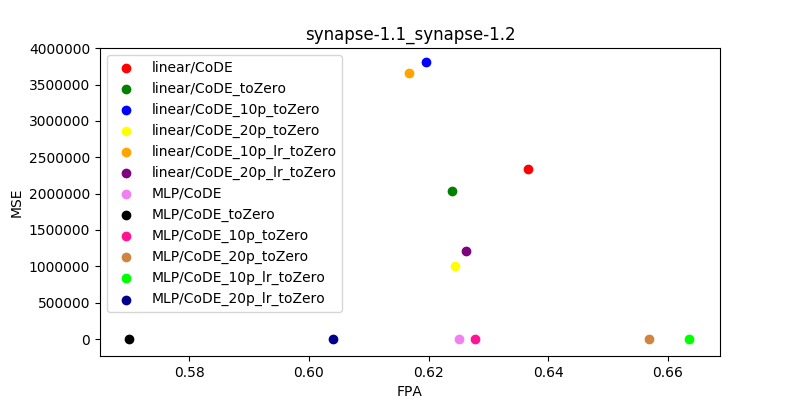 synapse-1.1_synapse-1.2
4000000
3500000
3000000
2500000
2000000
1500000
1000000
500000
0
MSE
linear/CoDE
linear/CoDE_toZero
linear/CoDE_10p_toZero
linear/CoDE_20p_toZero
linear/CoDE_10p_lr_toZero
linear/CoDE_20p_lr_toZero
MLP/CoDE
MLP/CoDE_toZero
MLP/CoDE_10p_toZero
MLP/CoDE_20p_toZero
MLP/CoDE_10p_lr_toZero
MLP/CoDE_20p_lr_toZero
0.58 0.60 0.62 0.64 0.66
FPA